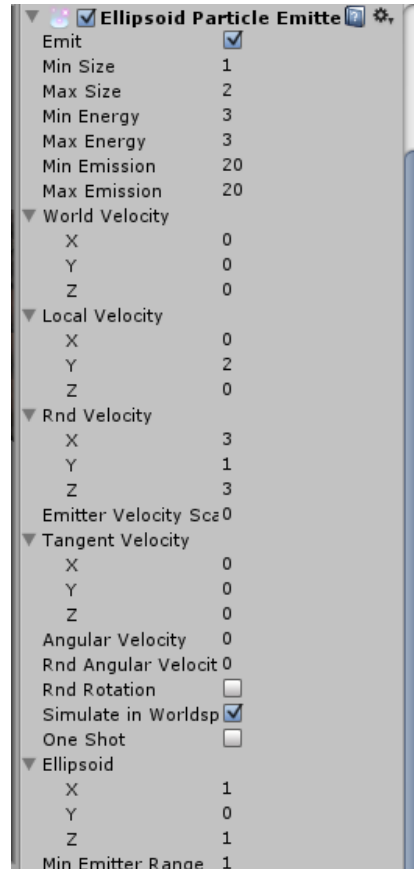 Ellipsoid Particle Emitte
Emit
Min Size 1
Max Size 2
Min Energy 3
Max Energy 3
Min Emission 20
Max Emission 20
World Velocity
X 0
Y 0
Z 0
Local Velocity
X 0
Y 2
Z 0
Rnd Velocity
X 3
Y 1
Z 3
Emitter Velocity Sca 0
Tangent Velocity
X 0
Y 0
Z 0
Angular Velocity 0
Rnd Angular Velocit 0
Rnd Rotation
Simulate in Worldsp
One Shot
Ellipsoid
X 1
Y 0
Z 1
Min Emitter Range 1